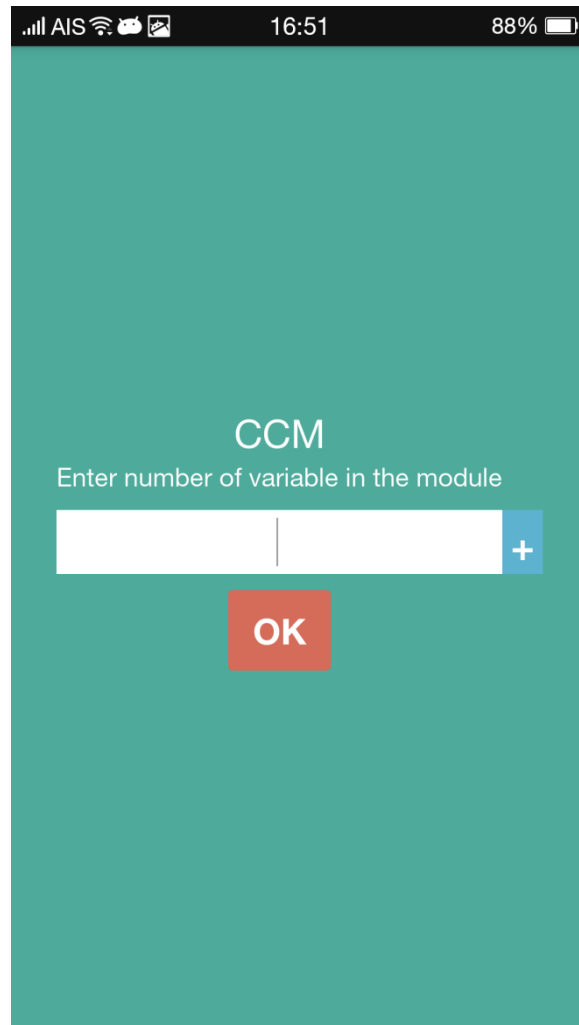 AIS 16:51 88%
CCM
Enter number of variable in the module
+
OK